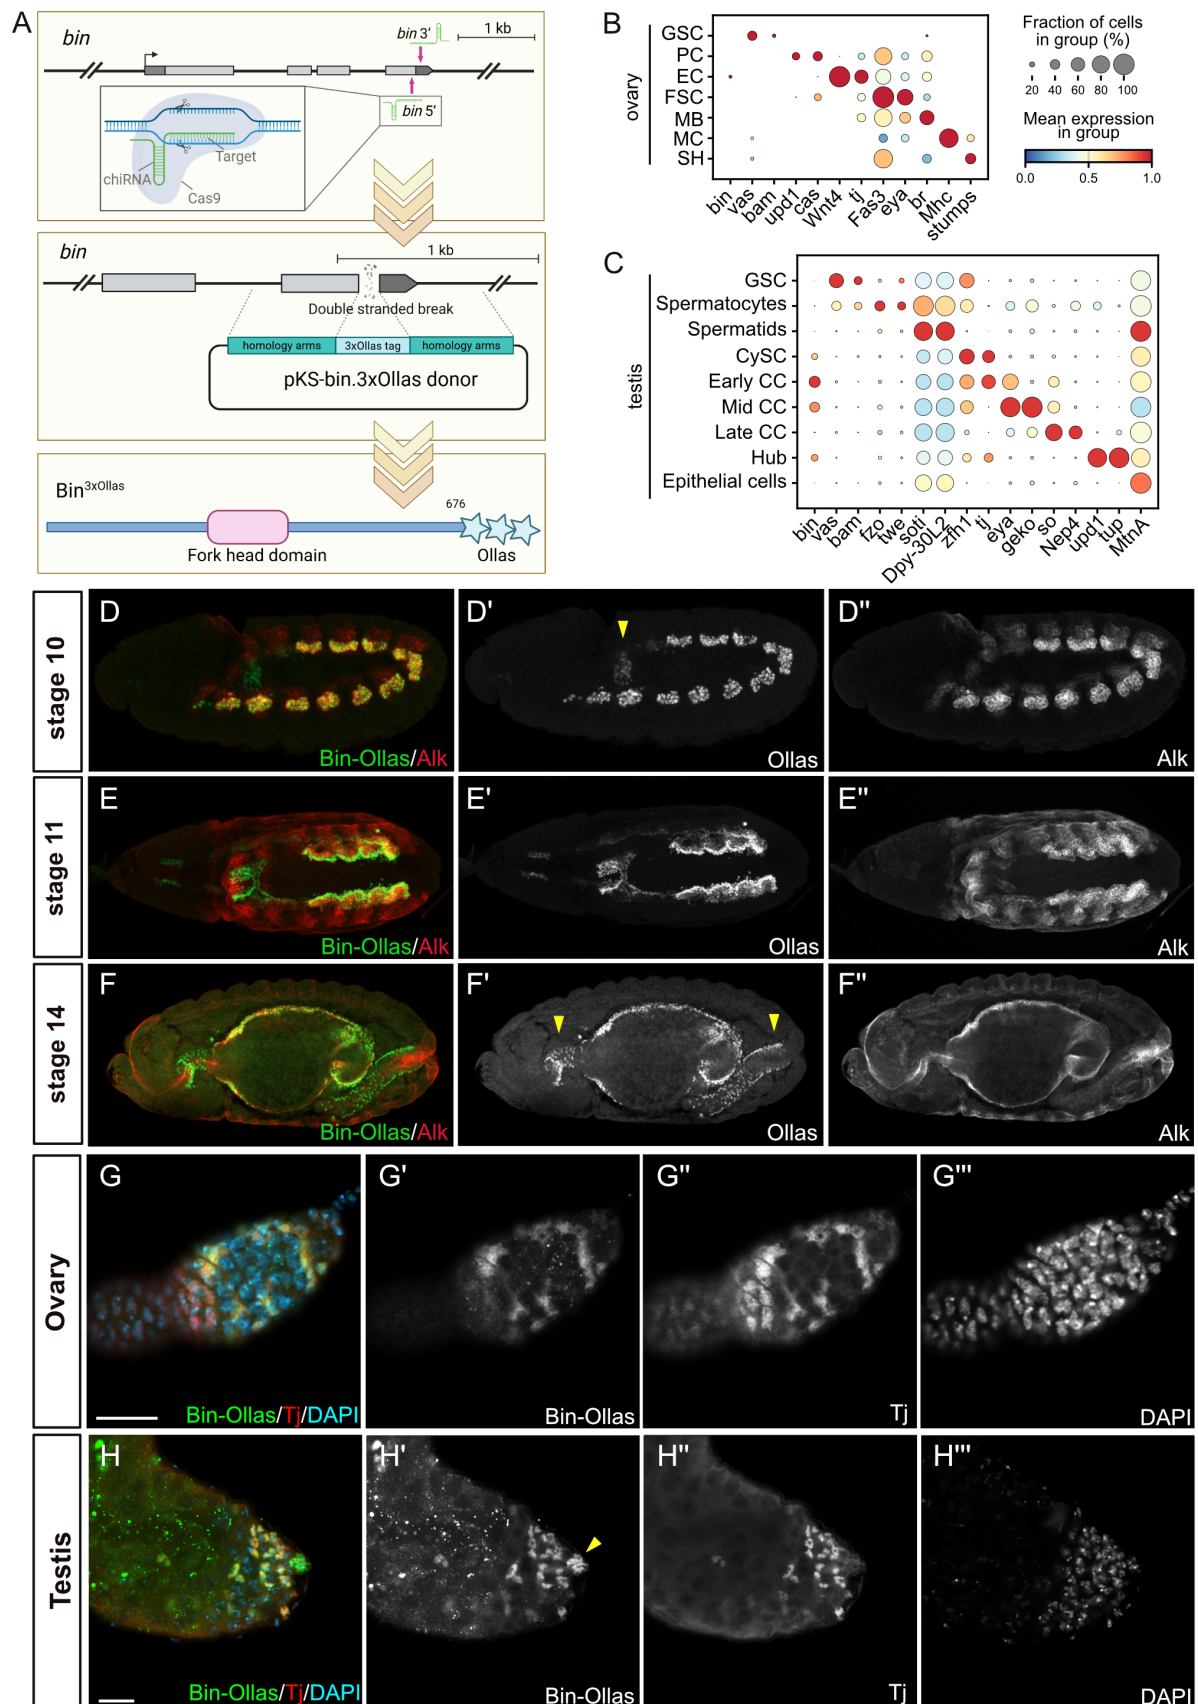 A
bin
bin 3'
1 kb
bin 5'
Target
chiRNA
Cas9
bin
1 kb
Double stranded break
homology arms
3xOllas tag
homology arms
pKS-bin.3xOllas donor
Bin3xOllas
676
Fork head domain
Ollas
B
ovary
GSC
PC
EC
FSC
MB
MC
SH
bin
vas
bam
upd1
cas
Wnt4
tj
Fas3
eya
br
Mhc
stumps
Fraction of cells
in group (%)
20 40 60 80 100
Mean expression
in group
0.0 1.0
C
testis
GSC
Spermatocytes
Spermatids
CySC
Early CC
Mid CC
Late CC
Hub
Epithelial cells
bin
vas
bam
fzo
twe
soti
Dpy-30L2
zfh1
tj
eya
geko
so
Nep4
upd1
tup
MtnA
stage 10
D
Bin-Ollas/Alk
D'
Ollas
D''
Alk
stage 11
E
Bin-Ollas/Alk
E'
Ollas
E''
Alk
stage 14
F
Bin-Ollas/Alk
F'
Ollas
F''
Alk
Ovary
G
Bin-Ollas/Tj/DAPI
G'
Bin-Ollas
G''
Tj
G'''
DAPI
Testis
H
Bin-Ollas/Tj/DAPI
H'
Bin-Ollas
H''
Tj
H'''
DAPI